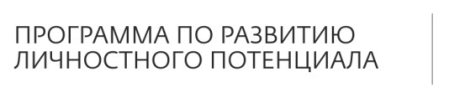 ПРОГРАММА ПО РАЗВИТИЮ
ЛИЧНОСТНОГО ПОТЕНЦИАЛА